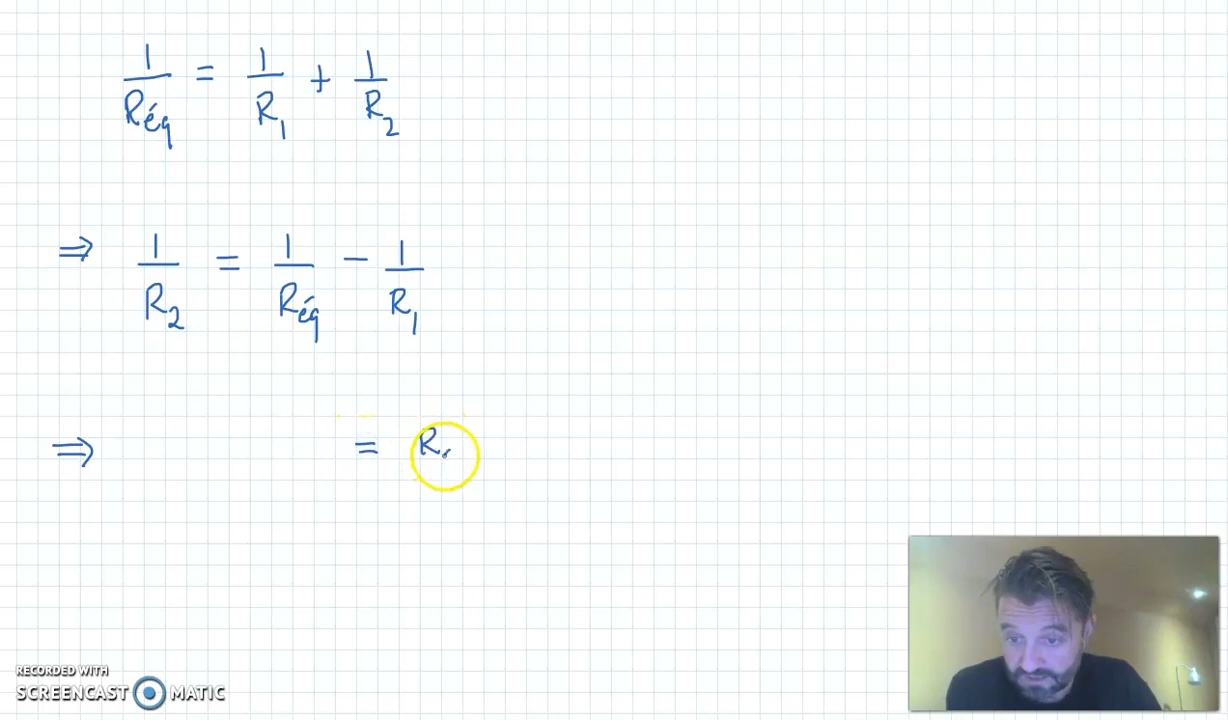 1/Réq = 1/R₁ + 1/R₂
⇒ 1/R₂ = 1/Réq − 1/R₁
⇒ = R
RECORDED WITH
SCREENCAST MATIC